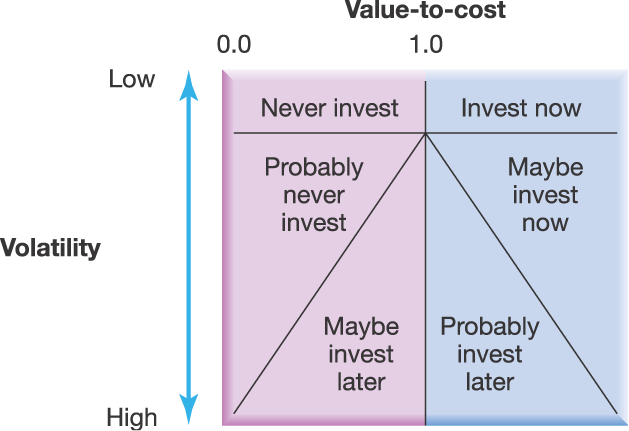 Value-to-cost
0.0 1.0
Low
Never invest Invest now
Probably
never
invest
Maybe
invest
now
Volatility
Maybe
invest
later
Probably
invest
later
High